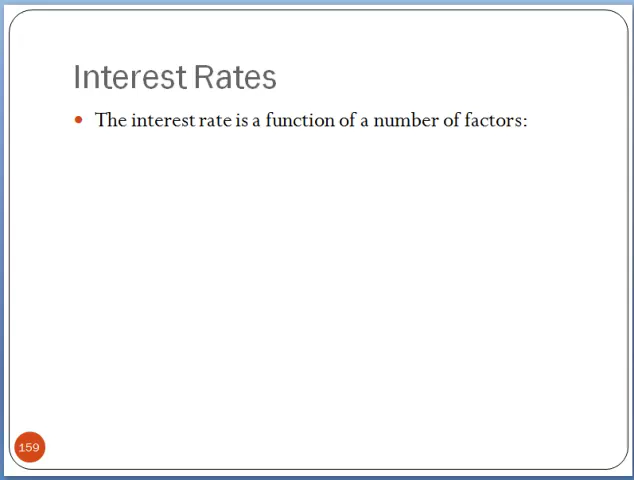 Interest Rates
The interest rate is a function of a number of factors:
159